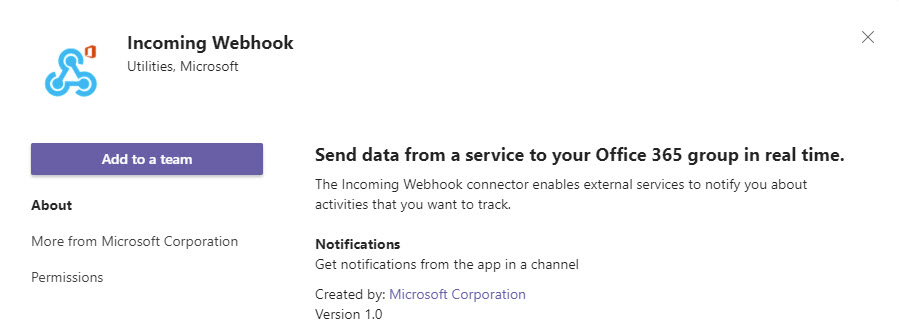 Incoming Webhook
Utilities, Microsoft
Add to a team
About
More from Microsoft Corporation
Permissions
Send data from a service to your Office 365 group in real time.
The Incoming Webhook connector enables external services to notify you about
activities that you want to track.
Notifications
Get notifications from the app in a channel
Created by: Microsoft Corporation
Version 1.0